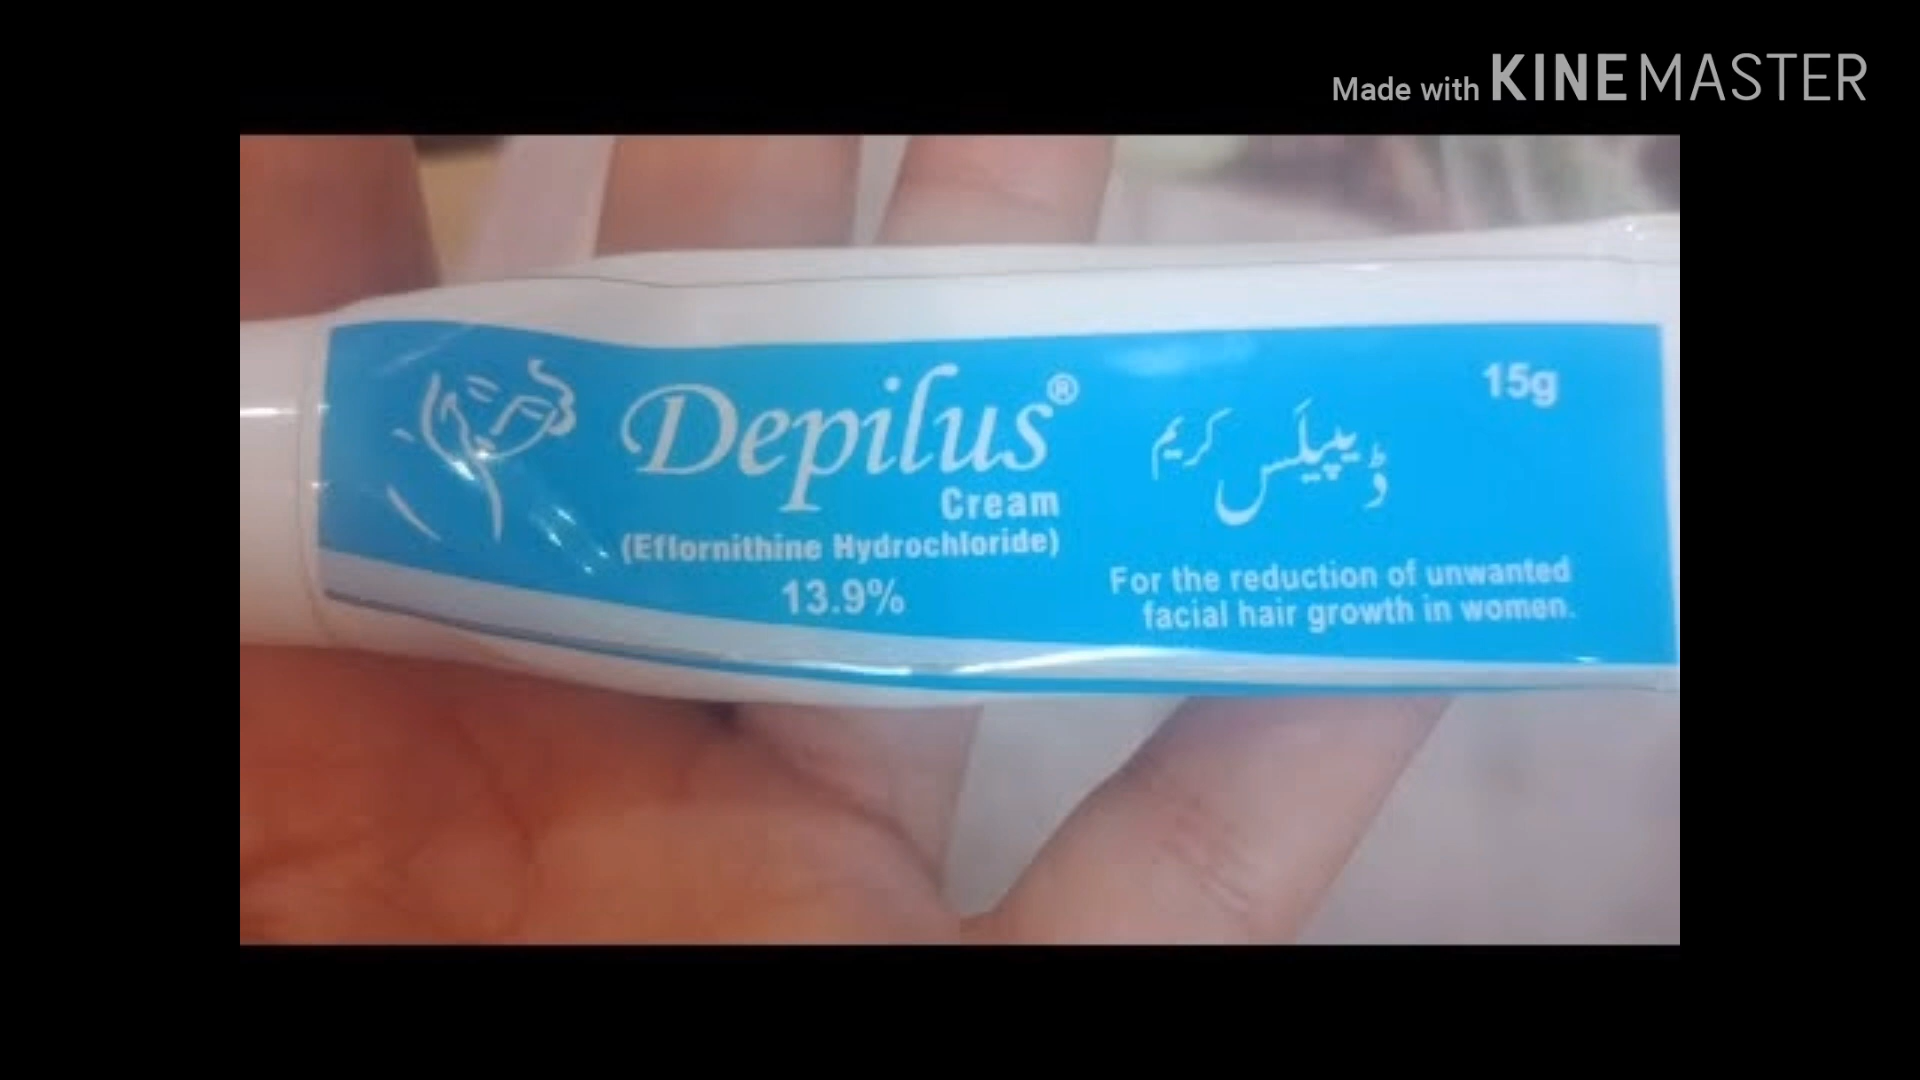 Made with KINEMASTER
Depilus®
Cream
(Eflornithine Hydrochloride)
13.9%
15g
ڈیپیلَس کریم
For the reduction of unwanted
facial hair growth in women.